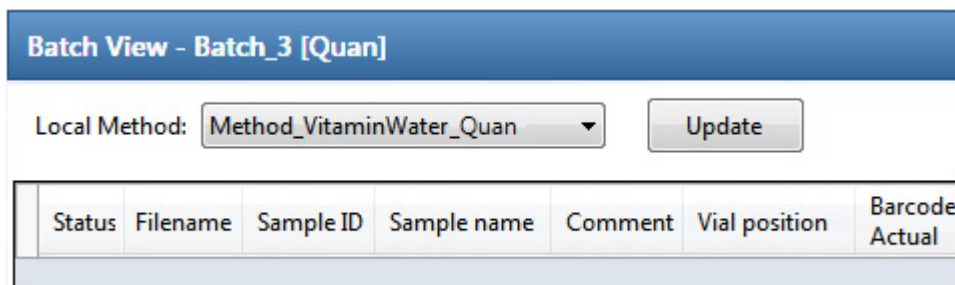 Batch View - Batch_3 [Quan]
Local Method: Method_VitaminWater_Quan Update
Status Filename Sample ID Sample name Comment Vial position Barcode Actual